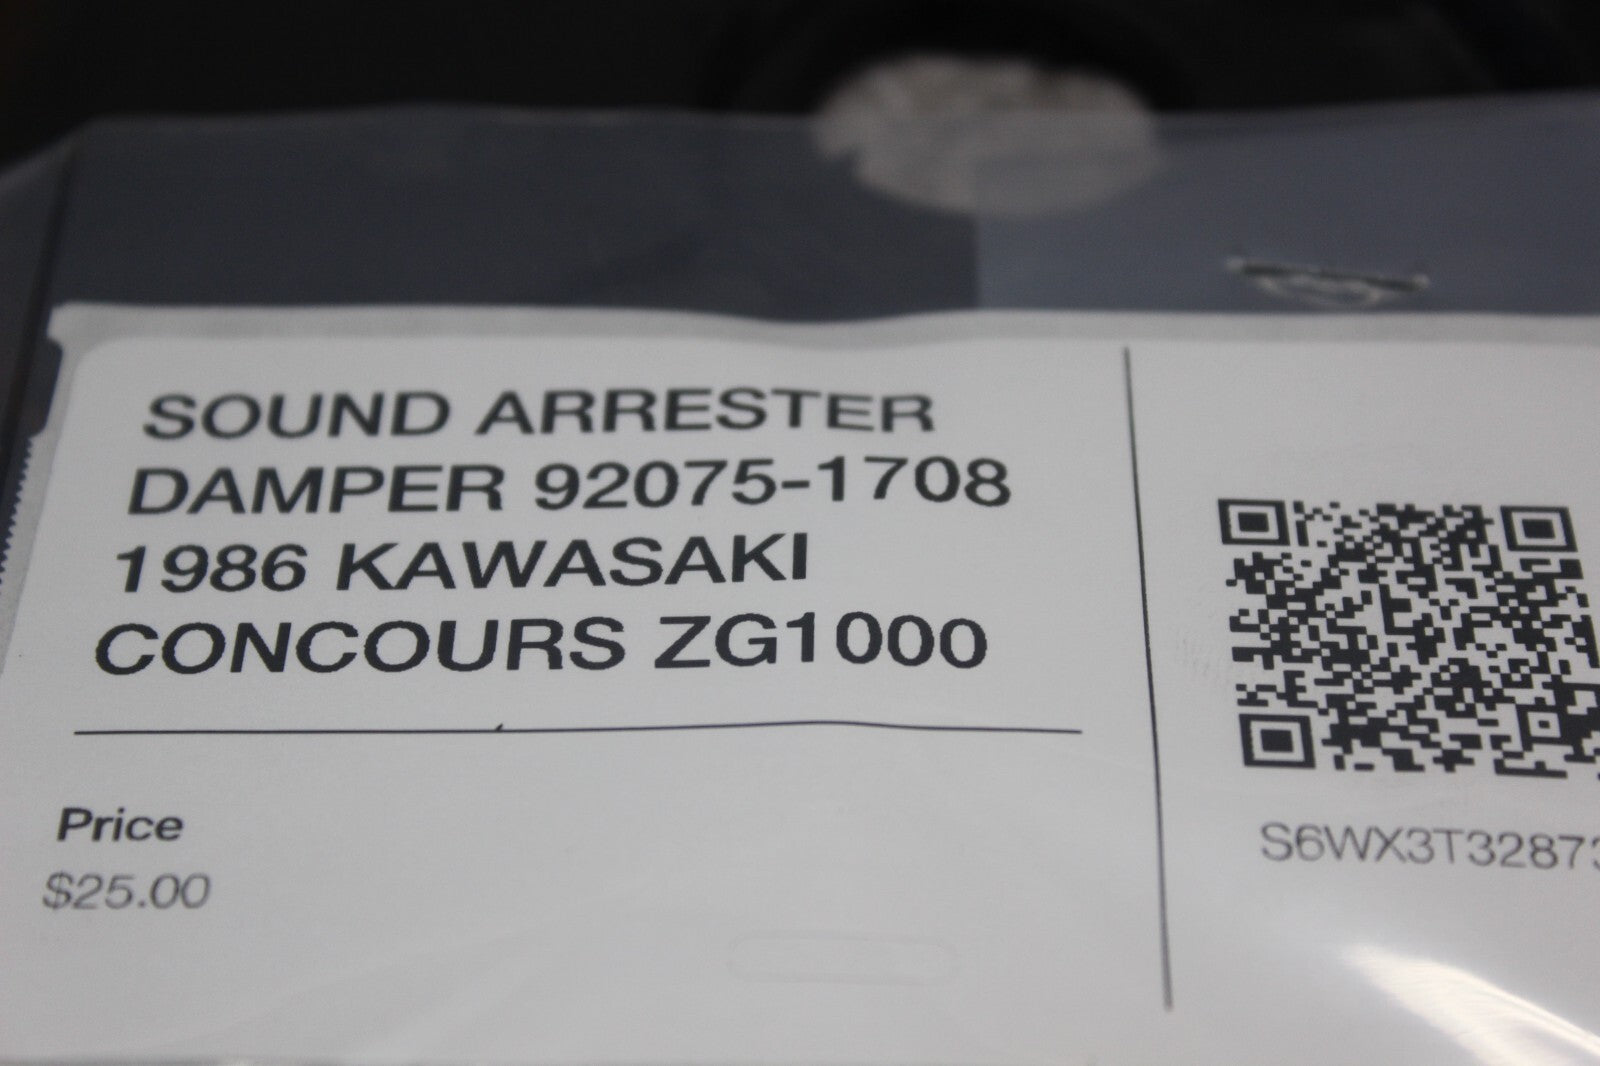 SOUND ARRESTER
DAMPER 92075-1708
1986 KAWASAKI
CONCOURS ZG1000
Price
$25.00
S6WX3T3287